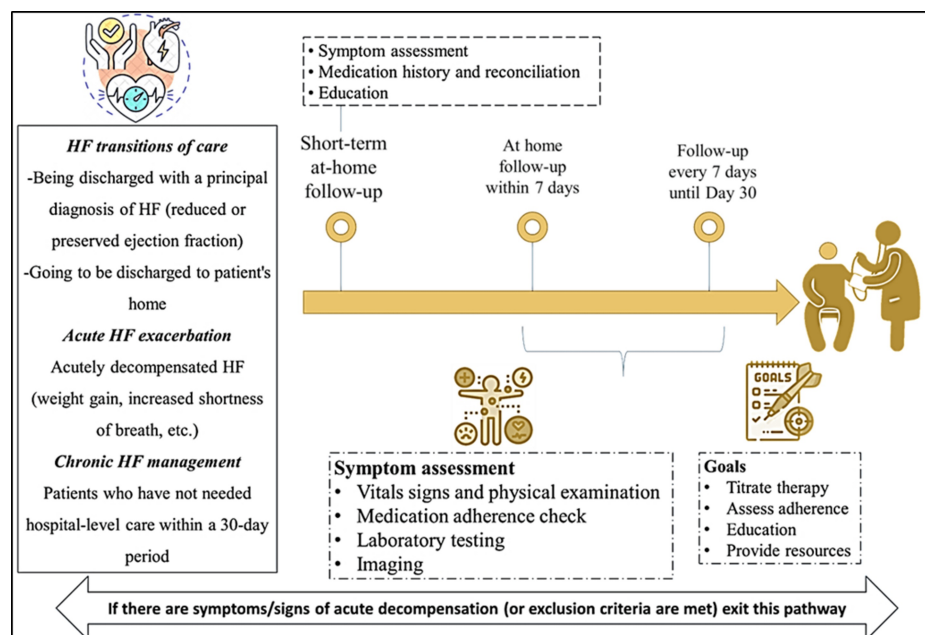 HF transitions of care
-Being discharged with a principal
diagnosis of HF (reduced or
preserved ejection fraction)
-Going to be discharged to patient's
home
Acute HF exacerbation
Acutely decompensated HF
(weight gain, increased shortness
of breath, etc.)
Chronic HF management
Patients who have not needed
hospital-level care within a 30-day
period
• Symptom assessment
• Medication history and reconciliation
• Education
Short-term
at-home
follow-up
At home
follow-up
within 7 days
Follow-up
every 7 days
until Day 30
Symptom assessment
• Vitals signs and physical examination
• Medication adherence check
• Laboratory testing
• Imaging
GOALS
Goals
• Titrate therapy
• Assess adherence
• Education
• Provide resources
If there are symptoms/signs of acute decompensation (or exclusion criteria are met) exit this pathway